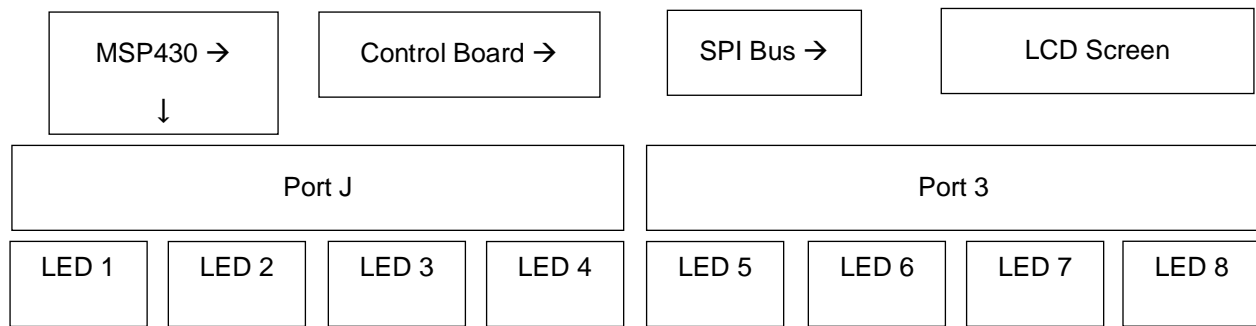 MSP430 →
↓
Control Board →
SPI Bus →
LCD Screen
Port J
Port 3
LED 1
LED 2
LED 3
LED 4
LED 5
LED 6
LED 7
LED 8